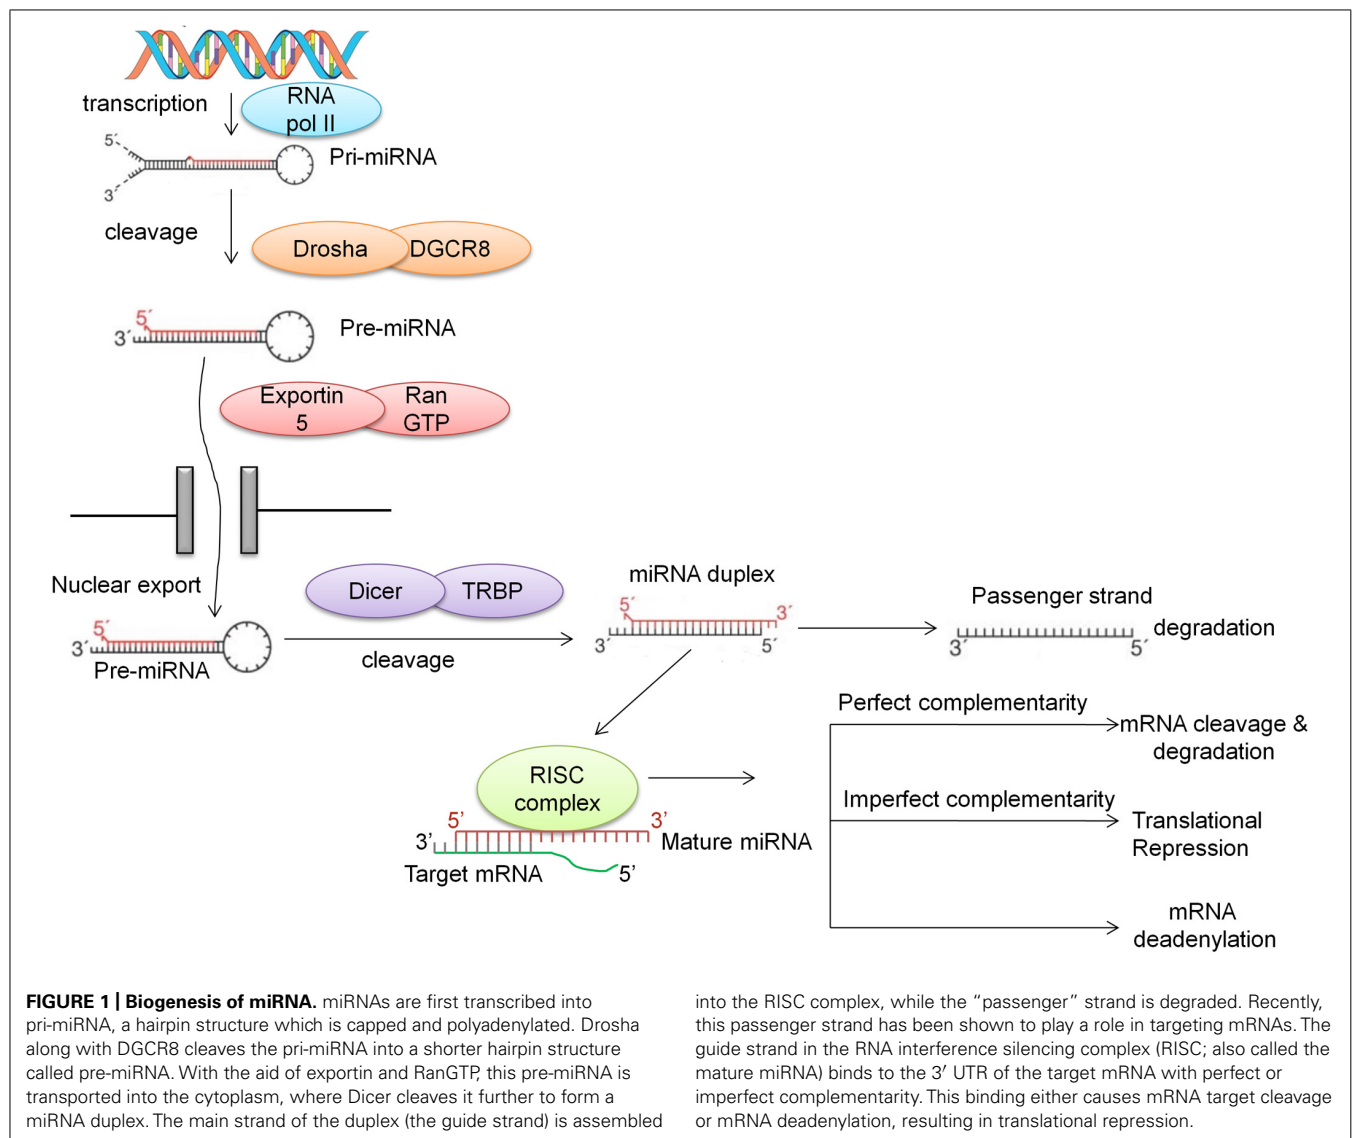 transcription
RNA
pol II
5´
Pri-miRNA
3´
cleavage
Drosha
DGCR8
5´
3´
Pre-miRNA
Exportin
5
Ran
GTP
Nuclear export
Dicer
TRBP
miRNA duplex
Passenger strand
5´
3´
degradation
5´
3´
3´
5´
3´
5´
Pre-miRNA
cleavage
Perfect complementarity
mRNA cleavage &
degradation
RISC
complex
Imperfect complementarity
5’
3’
Translational
Repression
3’
Mature miRNA
Target mRNA
5’
mRNA
deadenylation
FIGURE 1 | Biogenesis of miRNA. miRNAs are first transcribed into
pri-miRNA, a hairpin structure which is capped and polyadenylated. Drosha
along with DGCR8 cleaves the pri-miRNA into a shorter hairpin structure
called pre-miRNA. With the aid of exportin and RanGTP, this pre-miRNA is
transported into the cytoplasm, where Dicer cleaves it further to form a
miRNA duplex. The main strand of the duplex (the guide strand) is assembled
into the RISC complex, while the “passenger” strand is degraded. Recently,
this passenger strand has been shown to play a role in targeting mRNAs. The
guide strand in the RNA interference silencing complex (RISC; also called the
mature miRNA) binds to the 3′ UTR of the target mRNA with perfect or
imperfect complementarity. This binding either causes mRNA target cleavage
or mRNA deadenylation, resulting in translational repression.